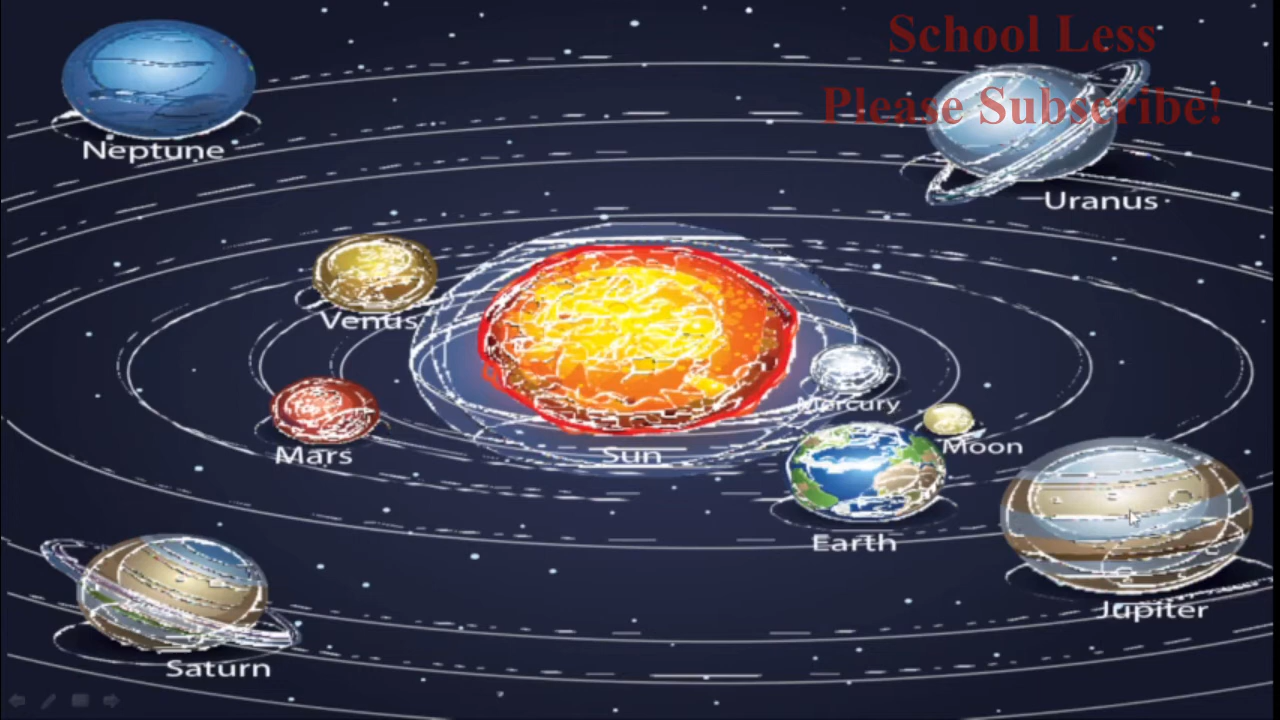 School Less
Please Subscribe!
Neptune
Uranus
Venus
Mercury
Moon
Mars
Sun
Earth
Jupiter
Saturn